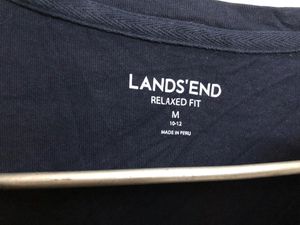 LANDS'END
RELAXED FIT
M
10-12
MADE IN PERU